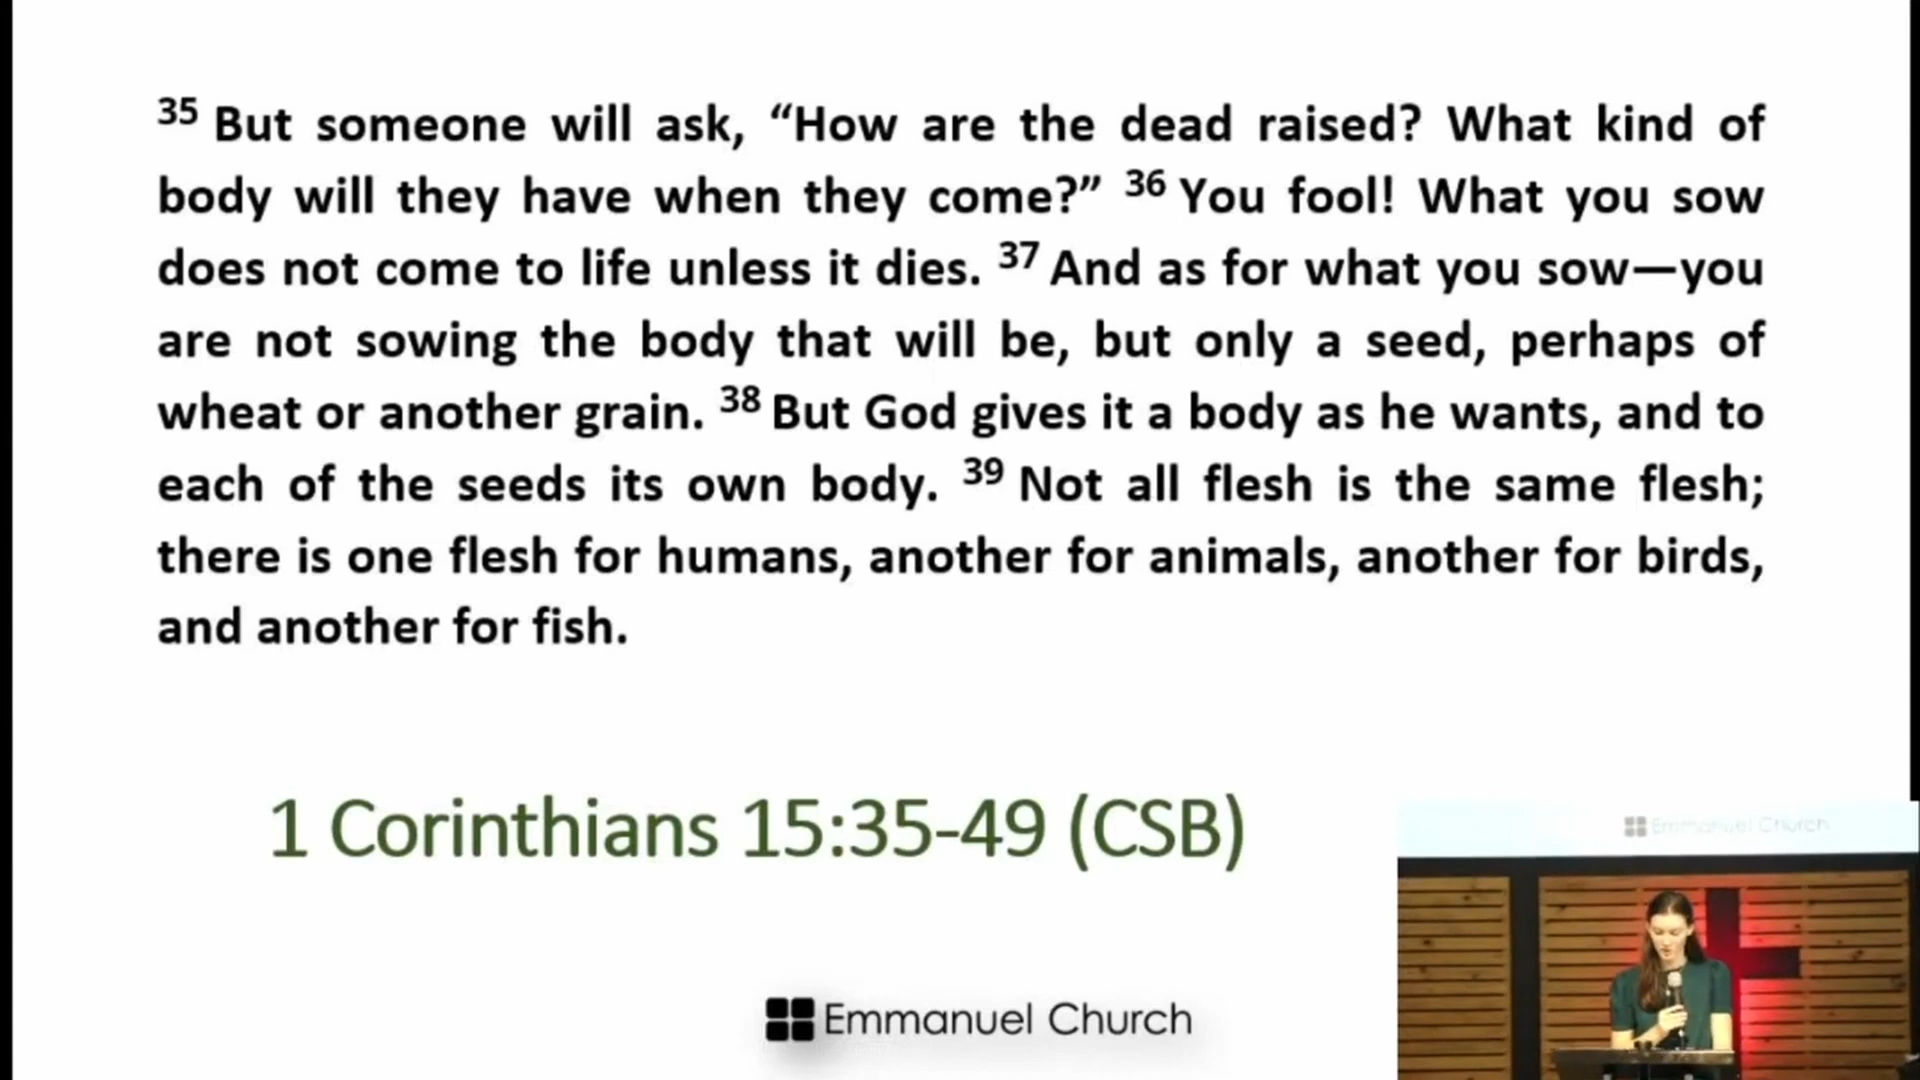 35 But someone will ask, “How are the dead raised? What kind of
body will they have when they come?” 36 You fool! What you sow
does not come to life unless it dies. 37 And as for what you sow—you
are not sowing the body that will be, but only a seed, perhaps of
wheat or another grain. 38 But God gives it a body as he wants, and to
each of the seeds its own body. 39 Not all flesh is the same flesh;
there is one flesh for humans, another for animals, another for birds,
and another for fish.
1 Corinthians 15:35-49 (CSB)
Emmanuel Church
Emmanuel Church